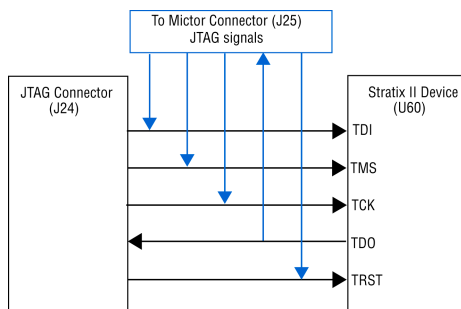 To Mictor Connector (J25)
JTAG signals
JTAG Connector
(J24)
Stratix II Device
(U60)
TDI
TMS
TCK
TDO
TRST